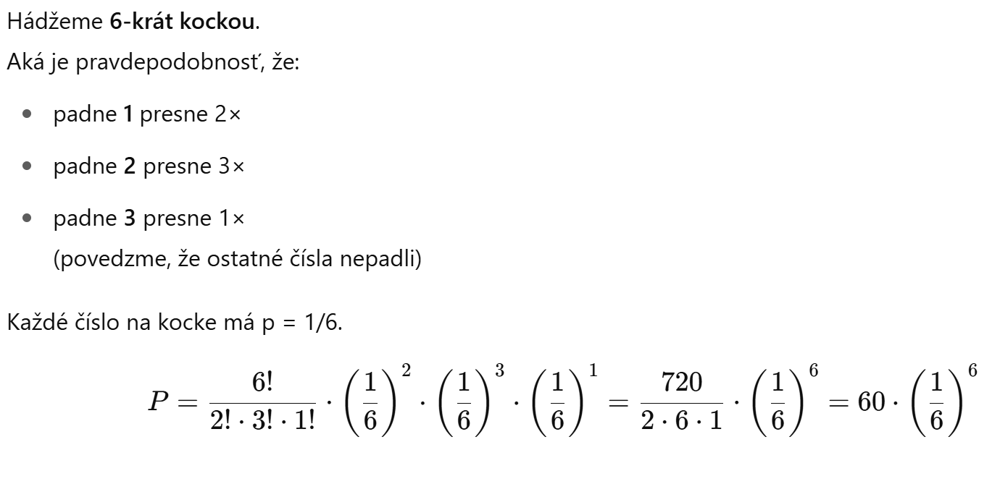 Hádžeme 6-krát kockou.
Aká je pravdepodobnosť, že:
• padne 1 presne 2×
• padne 2 presne 3×
• padne 3 presne 1×
(povedzme, že ostatné čísla nepadli)
Každé číslo na kocke má p = 1/6.
P = \frac{6!}{2! \cdot 3! \cdot 1!} \cdot \left(\frac{1}{6}\right)^2 \cdot \left(\frac{1}{6}\right)^3 \cdot \left(\frac{1}{6}\right)^1 = \frac{720}{2 \cdot 6 \cdot 1} \cdot \left(\frac{1}{6}\right)^6 = 60 \cdot \left(\frac{1}{6}\right)^6